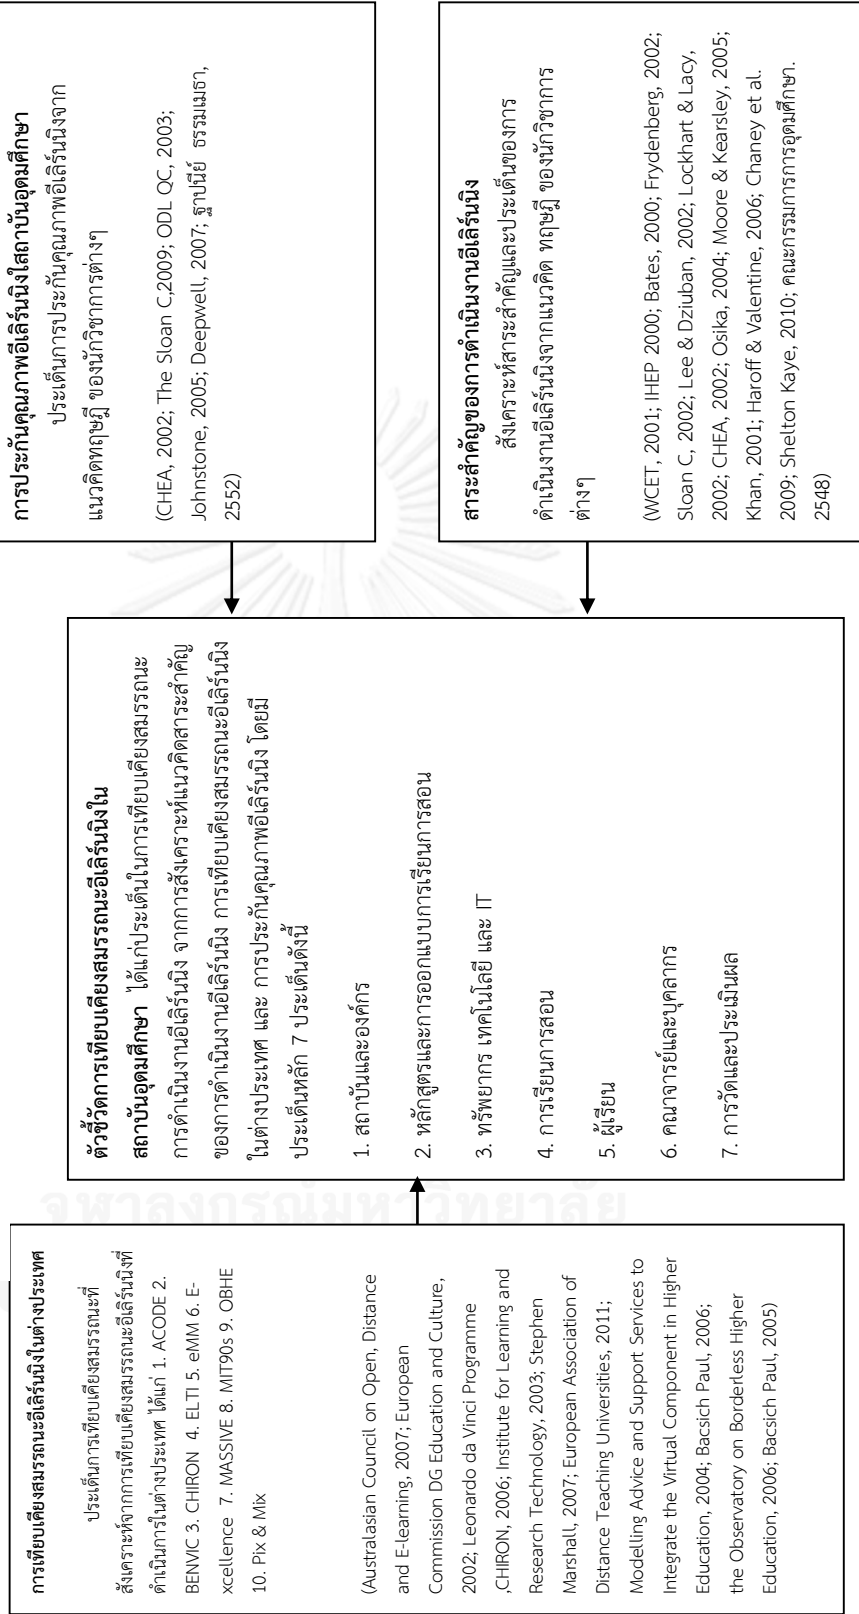 การเทียบเคียงสมรรถนะอีเลิร์นนิงในต่างประเทศ
ประเด็นการเทียบเคียงสมรรถนะที่
สังเคราะห์จากการเทียบเคียงสมรรถนะอีเลิร์นนิงที่
ดำเนินการในต่างประเทศ ได้แก่ 1. ACODE 2.
BENVIC 3. CHIRON  4. ELTI 5. eMM 6. E-
xcellence  7. MASSIVE 8. MIT90s 9. OBHE
10. Pix & Mix
(Australasian Council on Open, Distance
and E-learning, 2007; European
Commission DG Education and Culture,
2002; Leonardo da Vinci Programme
,CHIRON, 2006; Institute for Learning and
Research Technology, 2003; Stephen
Marshall, 2007; European Association of
Distance Teaching Universities, 2011;
Modelling Advice and Support Services to
Integrate the Virtual Component in Higher
Education, 2004; Bacsich Paul, 2006;
the Observatory on Borderless Higher
Education, 2006; Bacsich Paul, 2005)
ตัวชี้วัดการเทียบเคียงสมรรถนะอีเลิร์นนิงใน
สถาบันอุดมศึกษา  ได้แก่ประเด็นในการเทียบเคียงสมรรถนะ
การดำเนินงานอีเลิร์นนิง จากการสังเคราะห์แนวคิดสาระสำคัญ
ของการดำเนินงานอีเลิร์นนิง การเทียบเคียงสมรรถนะอีเลิร์นนิง
ในต่างประเทศ และ การประกันคุณภาพอีเลิร์นนิง โดยมี
ประเด็นหลัก 7 ประเด็นดังนี้
1. สถาบันและองค์กร
2. หลักสูตรและการออกแบบการเรียนการสอน
3. ทรัพยากร เทคโนโลยี และ IT
4. การเรียนการสอน
5. ผู้เรียน
6. คณาจารย์และบุคลากร
7. การวัดและประเมินผล
การประกันคุณภาพอีเลิร์นนิงใสถาบันอุดมศึกษา
ประเด็นการประกันคุณภาพอีเลิร์นนิงจาก
แนวคิดทฤษฎี ของนักวิชาการต่างๆ
(CHEA, 2002; The Sloan C,2009; ODL QC, 2003;
Johnstone, 2005; Deepwell, 2007; ฐาปนีย์  ธรรมเมธา,
2552)
สาระสำคัญของการดำเนินงานอีเลิร์นนิง
สังเคราะห์สาระสำคัญและประเด็นของการ
ดำเนินงานอีเลิร์นนิงจากแนวคิด ทฤษฎี ของนักวิชาการ
ต่างๆ
(WCET, 2001; IHEP 2000; Bates, 2000; Frydenberg, 2002;
Sloan C, 2002; Lee & Dziuban, 2002; Lockhart & Lacy,
2002; CHEA, 2002; Osika, 2004; Moore & Kearsley, 2005;
Khan, 2001; Haroff & Valentine, 2006; Chaney et al.
2009; Shelton Kaye, 2010; คณะกรรมการการอุดมศึกษา.
2548)
จุฬาลงกรณ์มหาวิทยาลัย